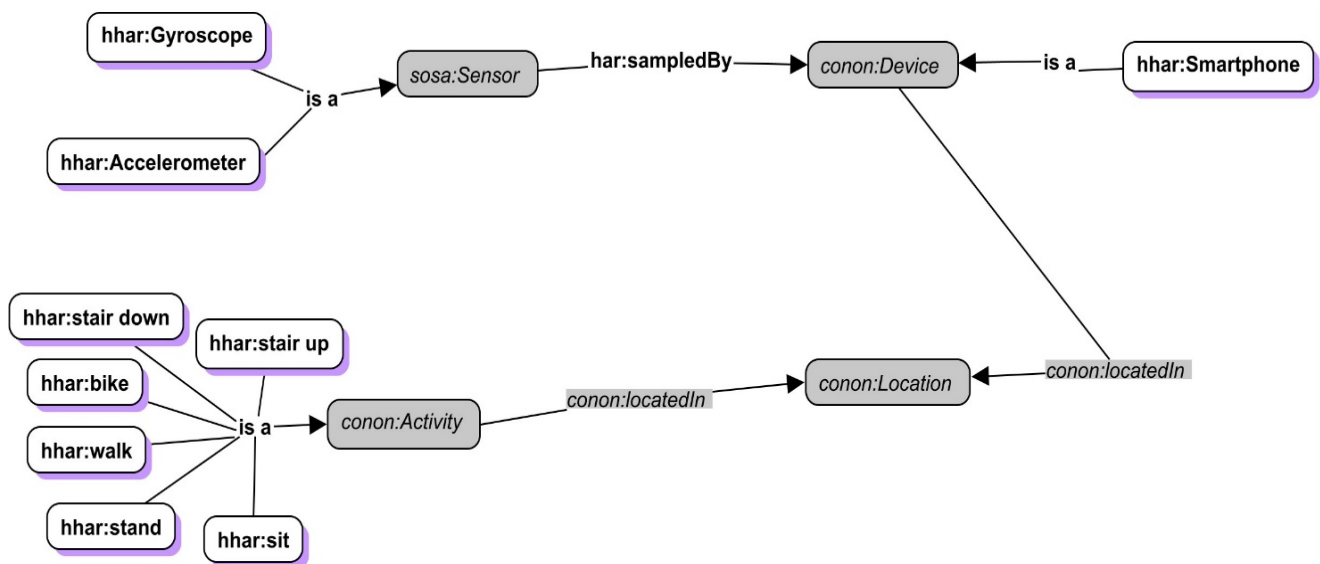 hhar:Gyroscope
sosa:Sensor
har:sampledBy
conon:Device
is a
hhar:Smartphone
is a
hhar:Accelerometer
hhar:stair down
hhar:stair up
hhar:bike
conon:Location
conon:locatedIn
conon:locatedIn
is a
conon:Activity
hhar:walk
hhar:stand
hhar:sit